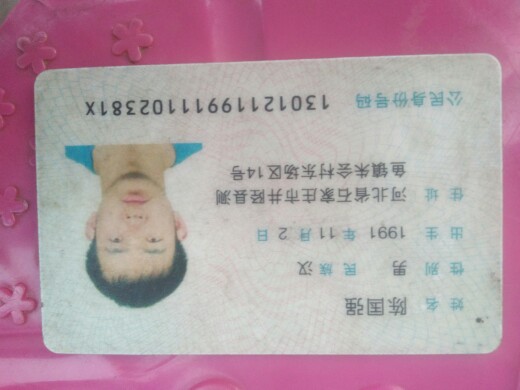 姓名 陈国强
性别 男 民族 汉
出生 1991 年 11 月 2 日
住址 河北省石家庄市井陉县测
鱼镇朱会村东场区14号
公民身份号码 13012119911102381X